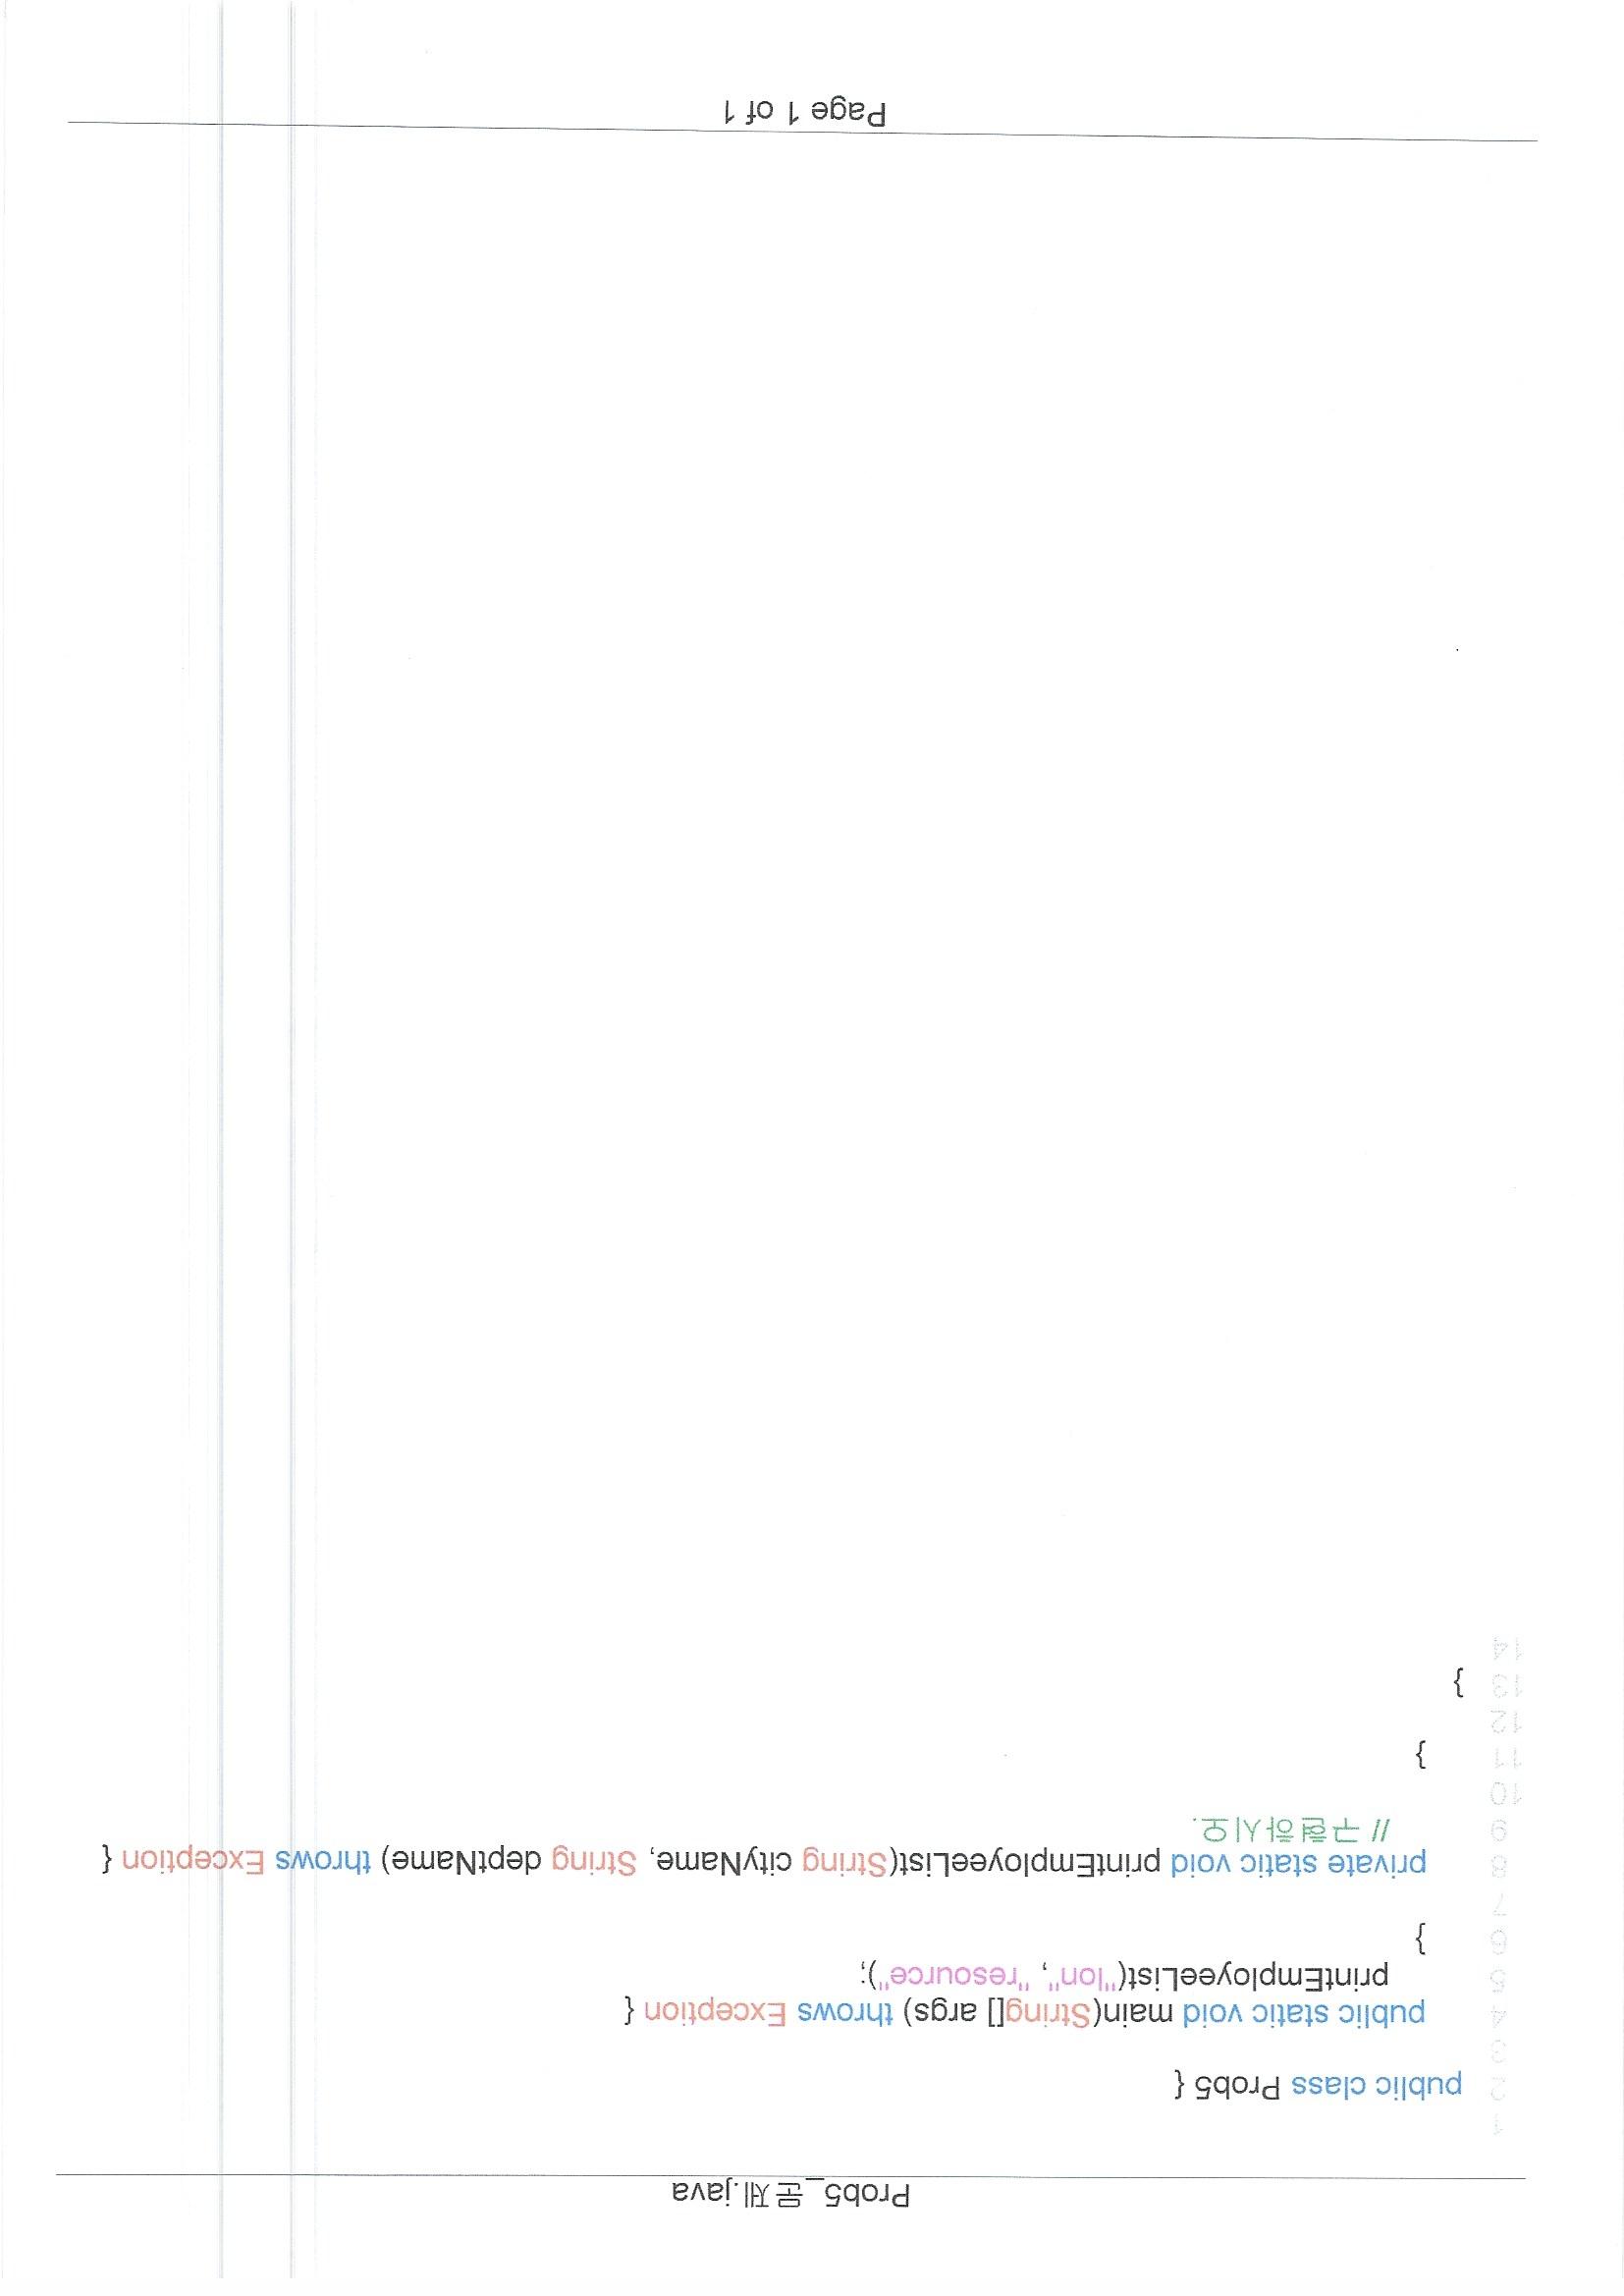 Prob5_문제.java
1
2 public class Prob5 {
3
4 public static void main(String[] args) throws Exception {
5 printEmployeeList("lon", "resource");
6 }
7
8 private static void printEmployeeList(String cityName, String deptName) throws Exception {
9 // 구현하시오.
10
11 }
12
13 }
14
Page 1 of 1